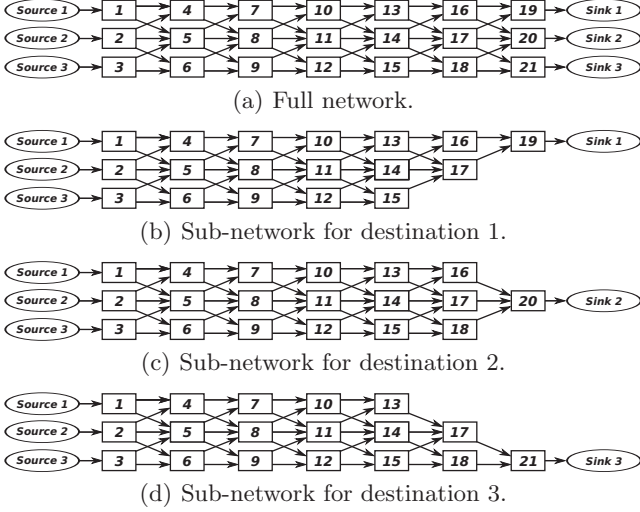 Source 1 1 4 7 10 13 16 19 Sink 1
Source 2 2 5 8 11 14 17 20 Sink 2
Source 3 3 6 9 12 15 18 21 Sink 3
(a) Full network.
Source 1 1 4 7 10 13 16 19 Sink 1
Source 2 2 5 8 11 14 17
Source 3 3 6 9 12 15
(b) Sub-network for destination 1.
Source 1 1 4 7 10 13 16
Source 2 2 5 8 11 14 17 20 Sink 2
Source 3 3 6 9 12 15 18
(c) Sub-network for destination 2.
Source 1 1 4 7 10 13
Source 2 2 5 8 11 14 17
Source 3 3 6 9 12 15 18 21 Sink 3
(d) Sub-network for destination 3.